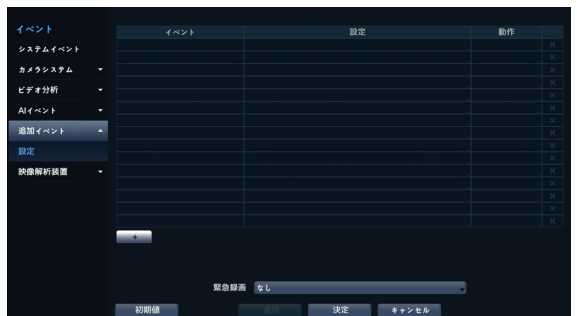 イベント
システムイベント
カメラシステム
ビデオ分析
AIイベント
追加イベント
設定
映像解析装置
イベント 設定 動作
+
緊急録画 なし
初期値 適用 決定 キャンセル